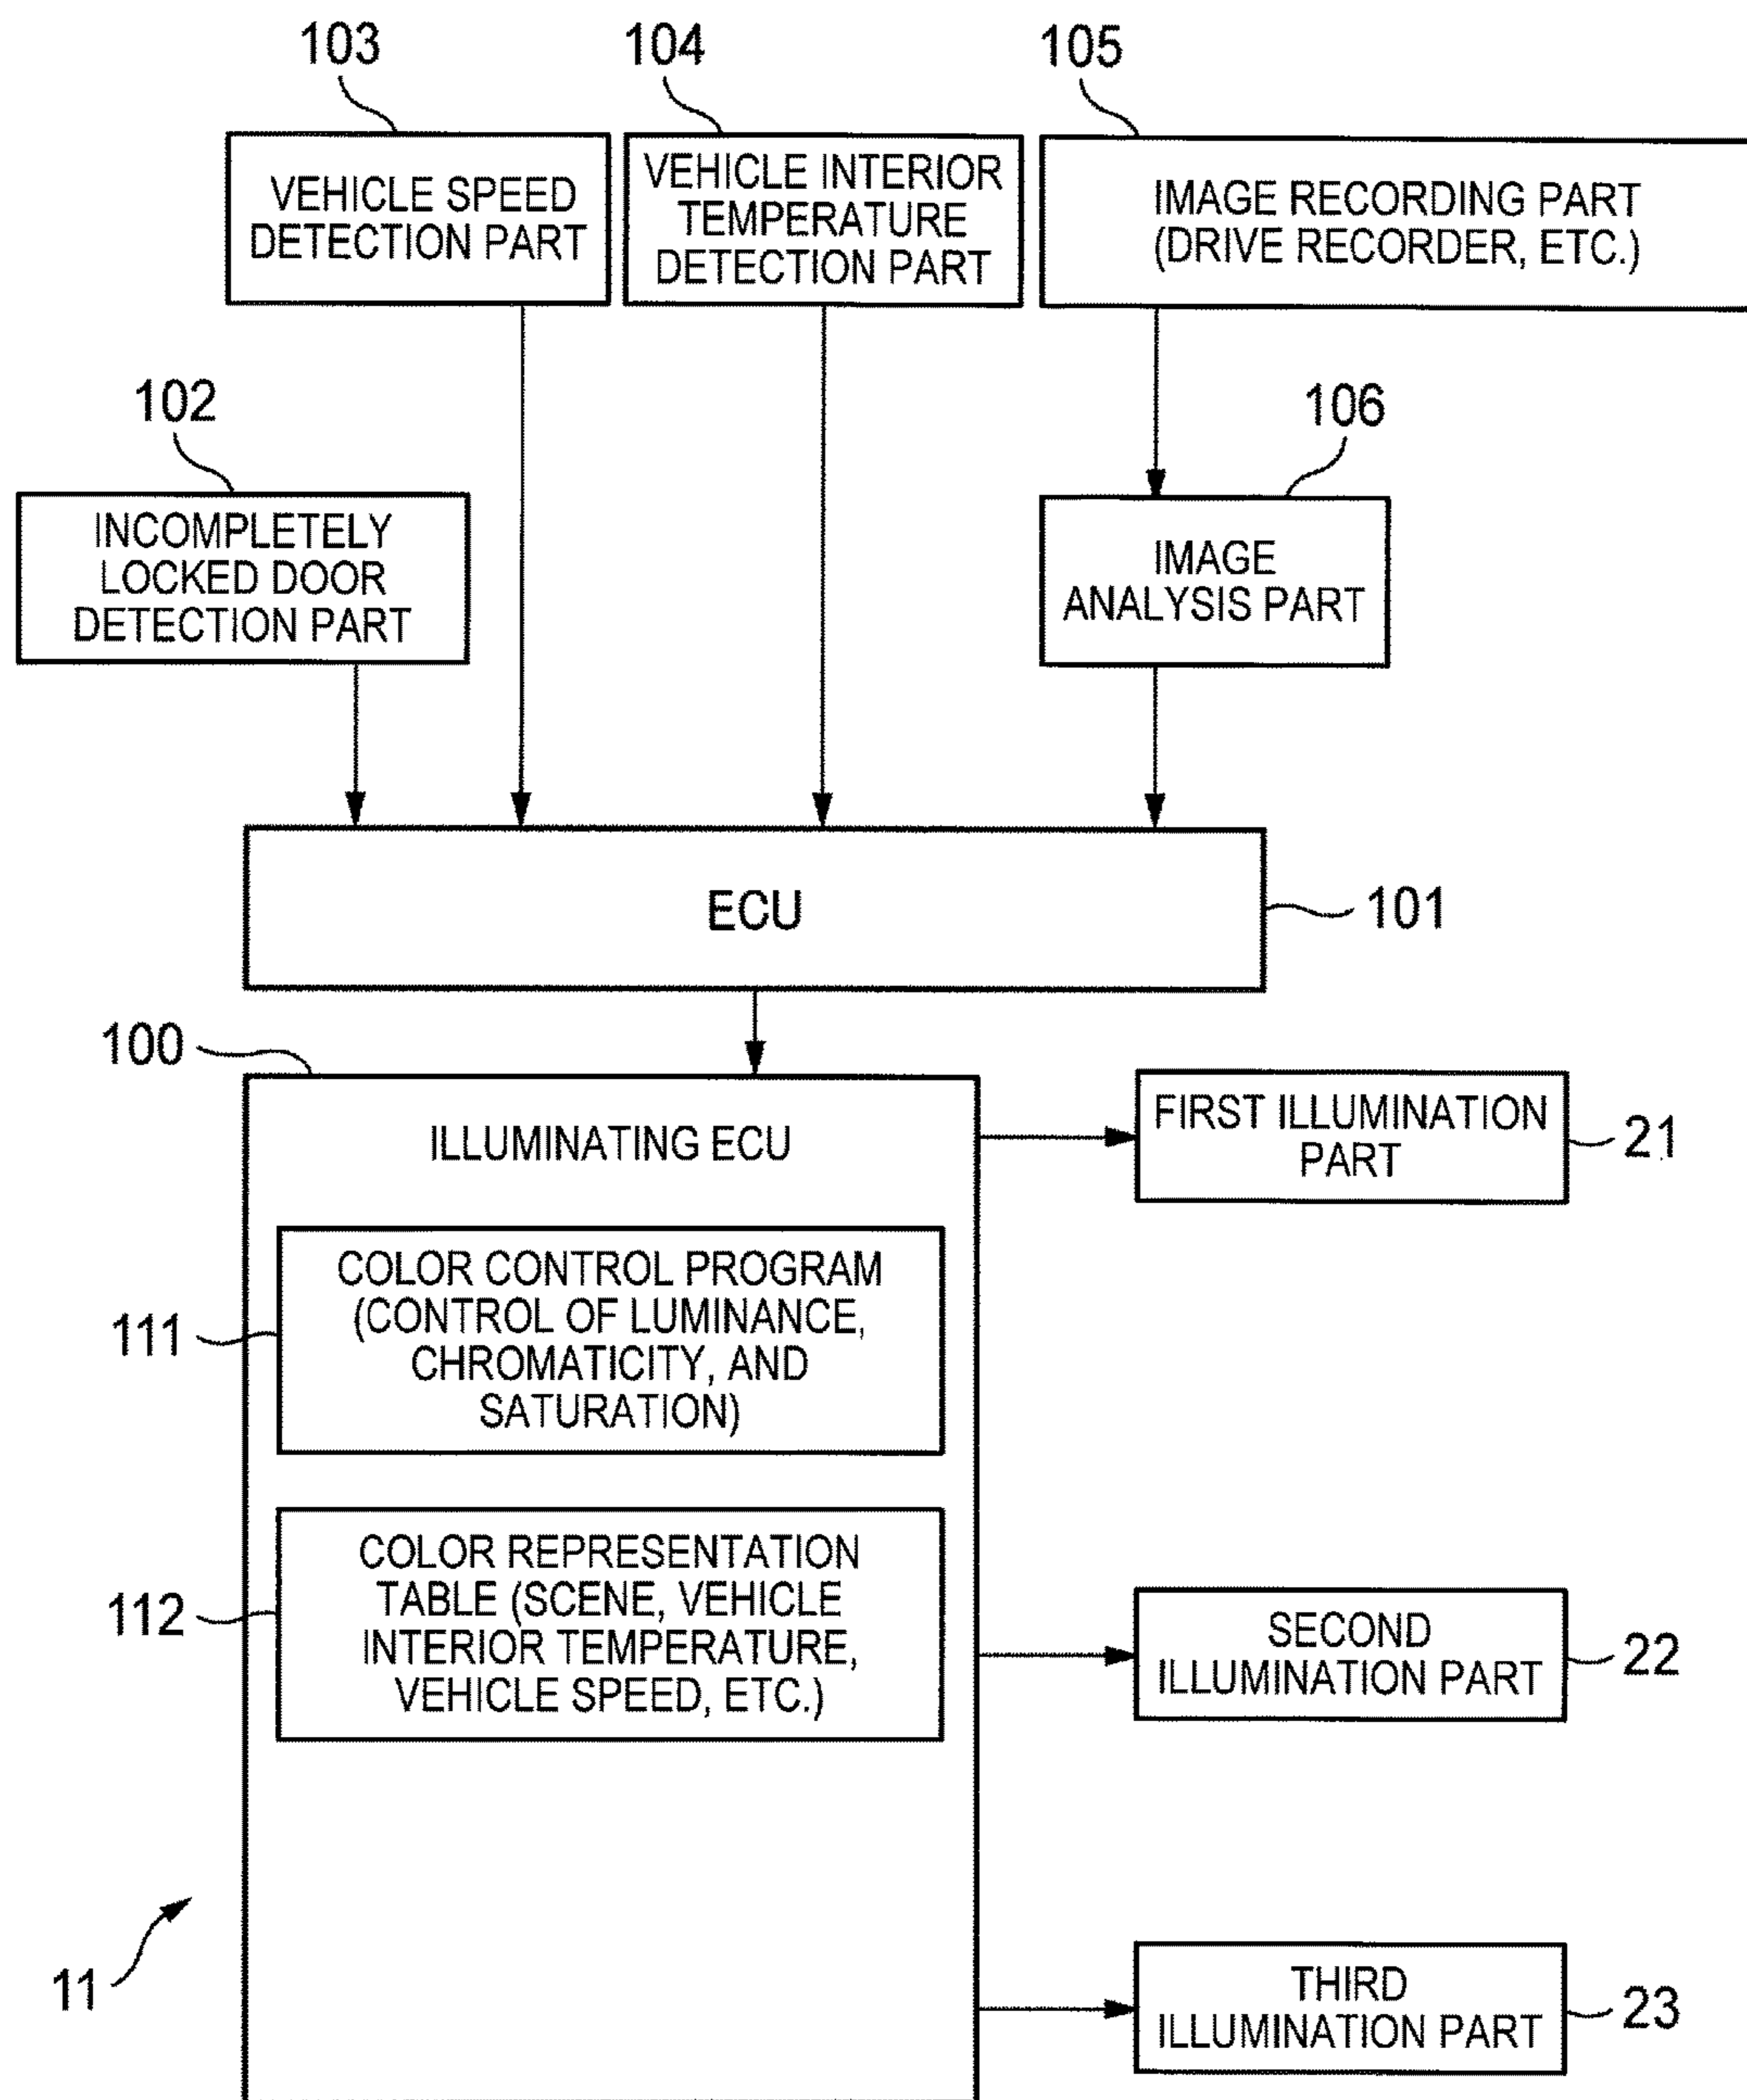 103
104
105
VEHICLE SPEED
DETECTION PART
VEHICLE INTERIOR
TEMPERATURE
DETECTION PART
IMAGE RECORDING PART
(DRIVE RECORDER, ETC.)
102
106
INCOMPLETELY
LOCKED DOOR
DETECTION PART
IMAGE
ANALYSIS PART
ECU
101
100
ILLUMINATING ECU
FIRST ILLUMINATION
PART
21
111
COLOR CONTROL PROGRAM
(CONTROL OF LUMINANCE,
CHROMATICITY, AND
SATURATION)
112
COLOR REPRESENTATION
TABLE (SCENE, VEHICLE
INTERIOR TEMPERATURE,
VEHICLE SPEED, ETC.)
SECOND
ILLUMINATION PART
22
11
THIRD
ILLUMINATION PART
23